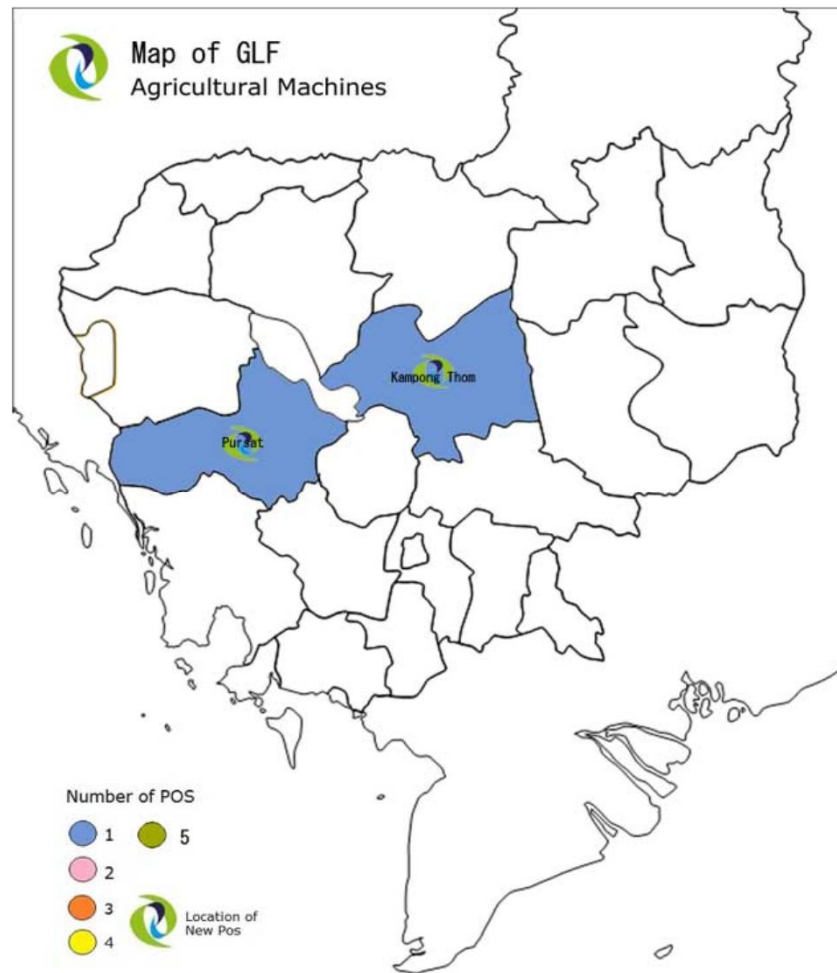 Map of GLF
Agricultural Machines
Kampong Thom
Pursat
Number of POS
1
5
2
3
4
Location of
New Pos